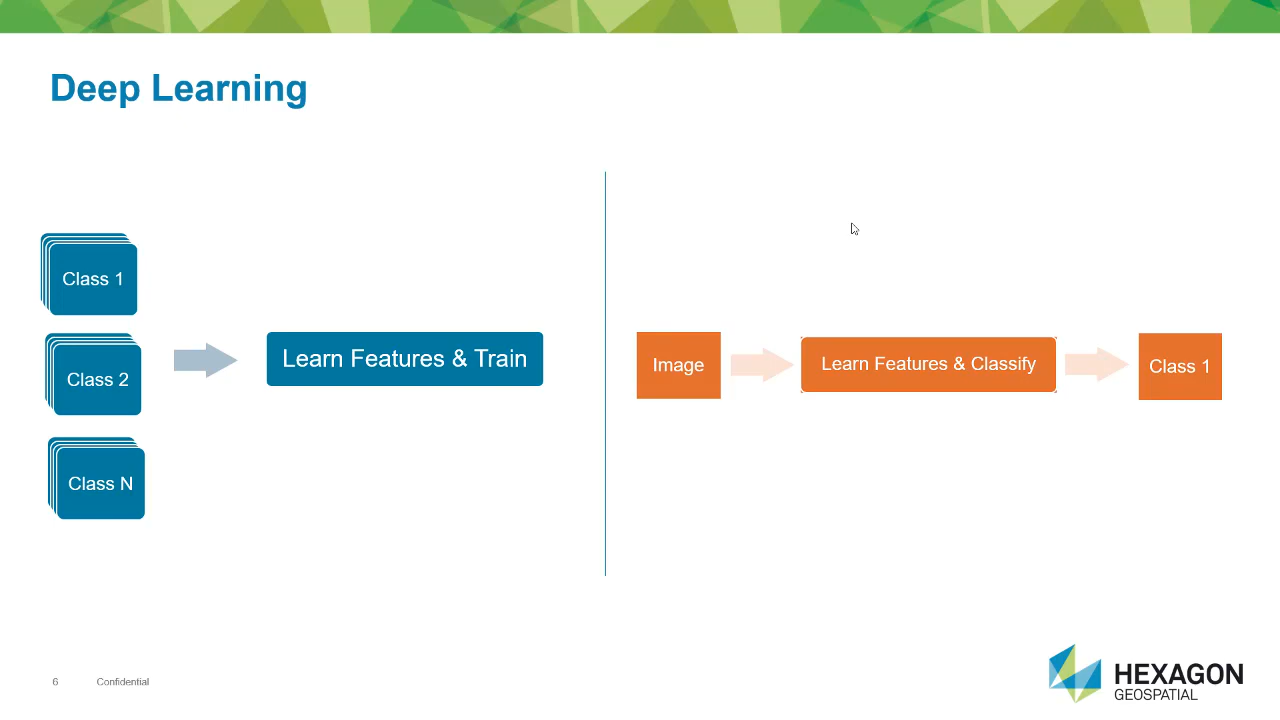 Deep Learning
Class 1
Class 2
Class N
Learn Features & Train
Image
Learn Features & Classify
Class 1
6
Confidential
HEXAGON
GEOSPATIAL